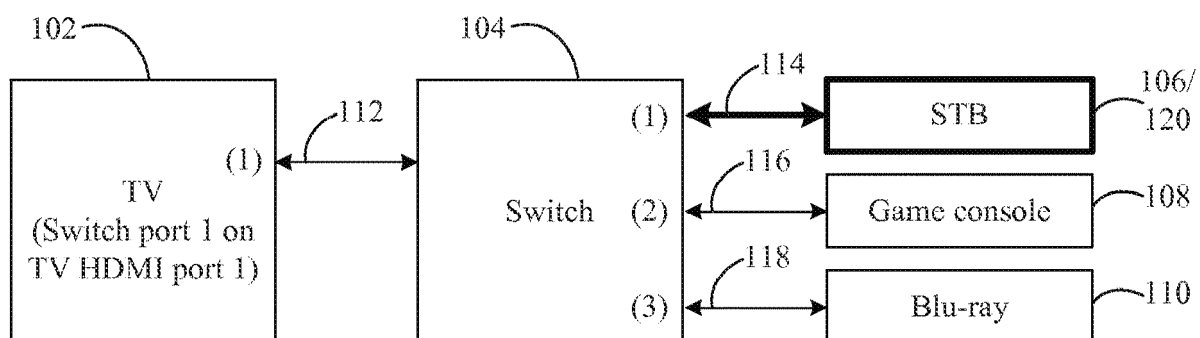 102
104
114
106/
120
112
(1)
STB
(1)
116
TV
(Switch port 1 on
TV HDMI port 1)
Switch
(2)
Game console
108
118
(3)
Blu-ray
110